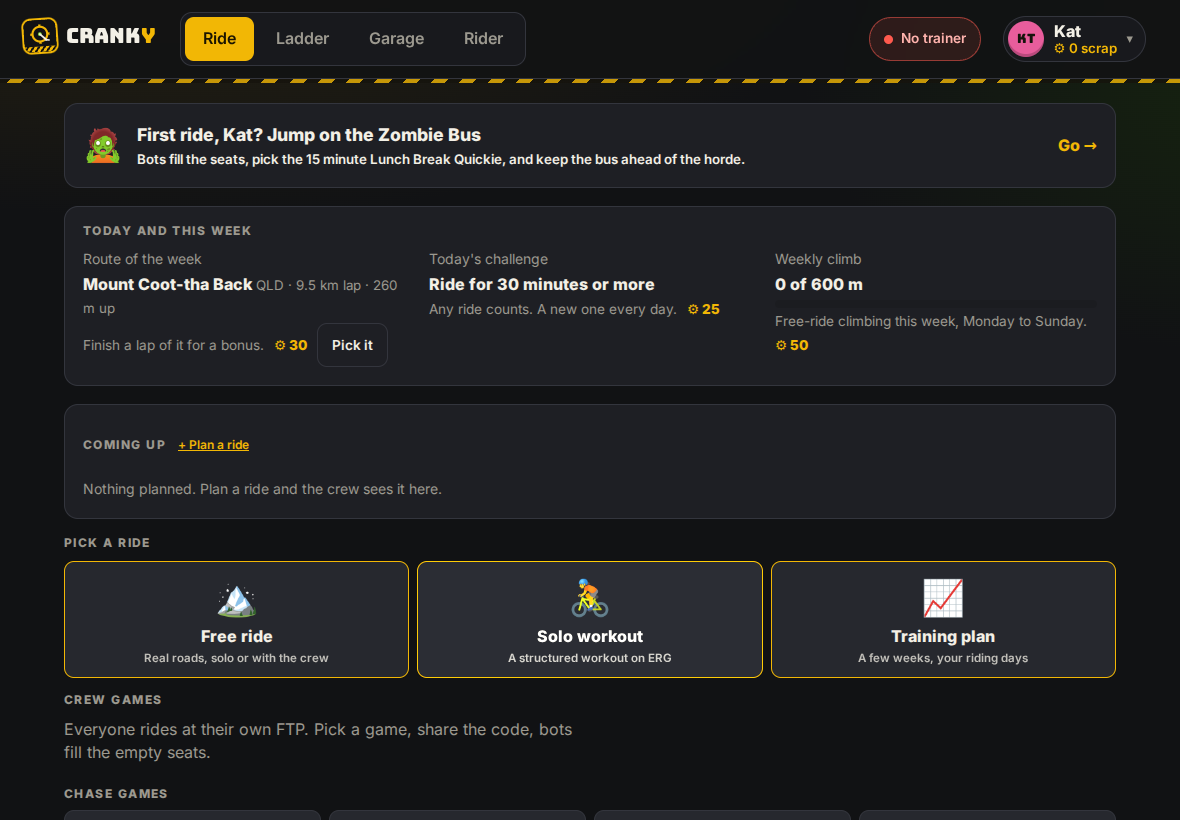 CRANKY
Ride
Ladder
Garage
Rider
No trainer
KT
Kat
⚙ 0 scrap
▾
First ride, Kat? Jump on the Zombie Bus
Bots fill the seats, pick the 15 minute Lunch Break Quickie, and keep the bus ahead of the horde.
Go →
TODAY AND THIS WEEK
Route of the week
Mount Coot-tha Back QLD · 9.5 km lap · 260
m up
Finish a lap of it for a bonus. ⚙ 30
Pick it
Today's challenge
Ride for 30 minutes or more
Any ride counts. A new one every day. ⚙ 25
Weekly climb
0 of 600 m
Free-ride climbing this week, Monday to Sunday.
⚙ 50
COMING UP
+ Plan a ride
Nothing planned. Plan a ride and the crew sees it here.
PICK A RIDE
Free ride
Real roads, solo or with the crew
Solo workout
A structured workout on ERG
Training plan
A few weeks, your riding days
CREW GAMES
Everyone rides at their own FTP. Pick a game, share the code, bots
fill the empty seats.
CHASE GAMES